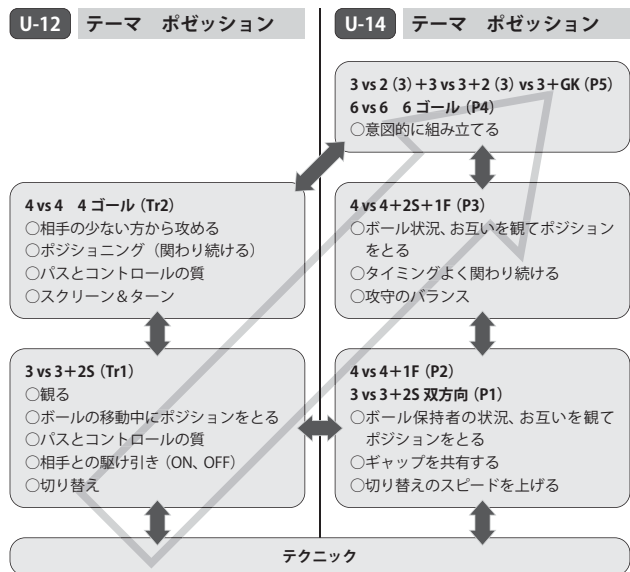 U-12 テーマ　ポゼッション
4 vs 4　4 ゴール（Tr2）
○相手の少ない方から攻める
○ポジショニング（関わり続ける）
○パスとコントロールの質
○スクリーン＆ターン
3 vs 3＋2S（Tr1）
○観る
○ボールの移動中にポジションをとる
○パスとコントロールの質
○相手との駆け引き（ON、OFF）
○切り替え
U-14 テーマ　ポゼッション
3 vs 2（3）＋3 vs 3＋2（3）vs 3＋GK（P5）
6 vs 6　6 ゴール（P4）
○意図的に組み立てる
4 vs 4＋2S＋1F（P3）
○ボール状況、お互いを観てポジション
をとる
○タイミングよく関わり続ける
○攻守のバランス
4 vs 4＋1F（P2）
3 vs 3＋2S 双方向（P1）
○ボール保持者の状況、お互いを観て
ポジションをとる
○ギャップを共有する
○切り替えのスピードを上げる
テクニック